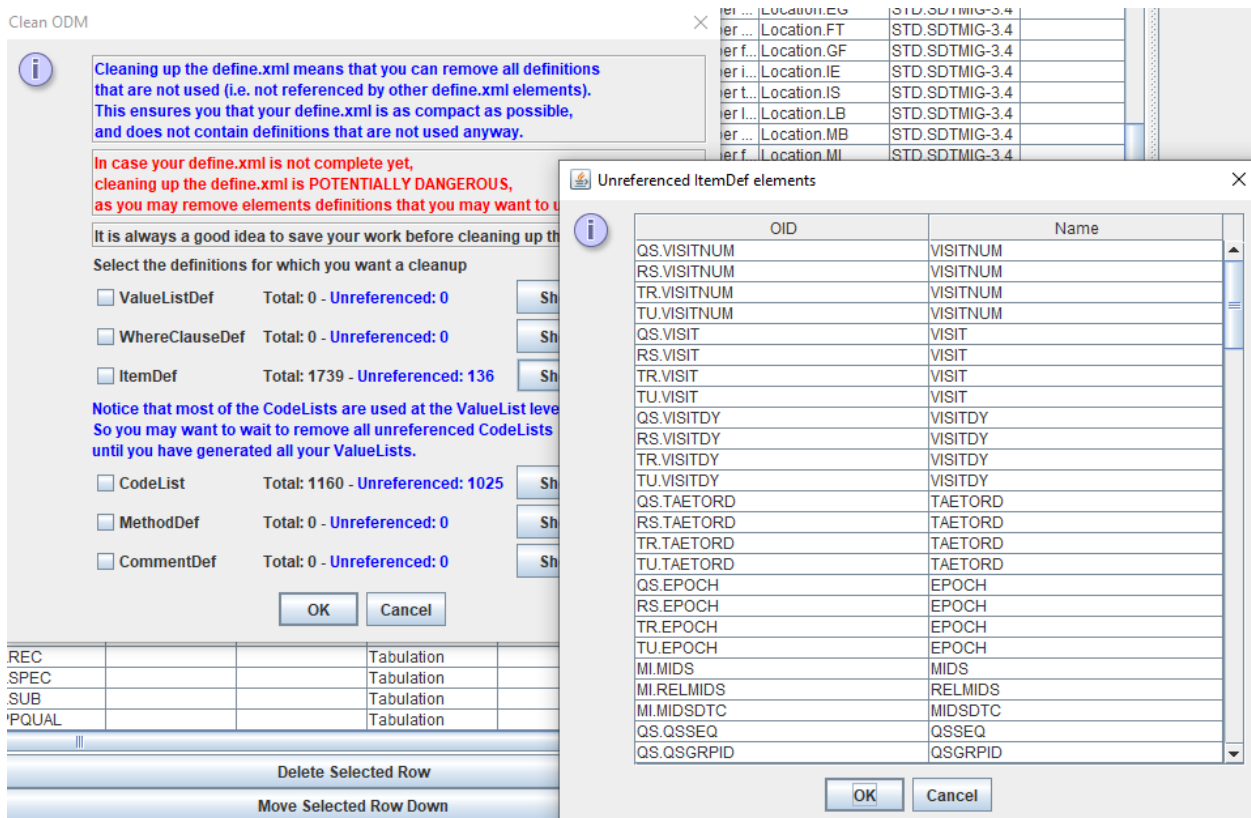 Clean ODM
Cleaning up the define.xml means that you can remove all definitions
that are not used (i.e. not referenced by other define.xml elements).
This ensures you that your define.xml is as compact as possible,
and does not contain definitions that are not used anyway.
In case your define.xml is not complete yet,
cleaning up the define.xml is POTENTIALLY DANGEROUS,
as you may remove elements definitions that you may want to
It is always a good idea to save your work before cleaning up
Select the definitions for which you want a cleanup
ValueListDef Total: 0 - Unreferenced: 0
WhereClauseDef Total: 0 - Unreferenced: 0
ItemDef Total: 1739 - Unreferenced: 136
Notice that most of the CodeLists are used at the ValueList
So you may want to wait to remove all unreferenced CodeLists
until you have generated all your ValueLists.
CodeList Total: 1160 - Unreferenced: 1025
MethodDef Total: 0 - Unreferenced: 0
CommentDef Total: 0 - Unreferenced: 0
OK Cancel
Location.EG STD.SDTMIG-3.4
Location.FT STD.SDTMIG-3.4
Location.GF STD.SDTMIG-3.4
Location.IE STD.SDTMIG-3.4
Location.IS STD.SDTMIG-3.4
Location.LB STD.SDTMIG-3.4
Location.MB STD.SDTMIG-3.4
Location.MI STD.SDTMIG-3.4
Unreferenced ItemDef elements
OID Name
QS.VISITNUM VISITNUM
RS.VISITNUM VISITNUM
TR.VISITNUM VISITNUM
TU.VISITNUM VISITNUM
QS.VISIT VISIT
RS.VISIT VISIT
TR.VISIT VISIT
TU.VISIT VISIT
QS.VISITDY VISITDY
RS.VISITDY VISITDY
TR.VISITDY VISITDY
TU.VISITDY VISITDY
QS.TAETORD TAETORD
RS.TAETORD TAETORD
TR.TAETORD TAETORD
TU.TAETORD TAETORD
QS.EPOCH EPOCH
RS.EPOCH EPOCH
TR.EPOCH EPOCH
TU.EPOCH EPOCH
MI.MIDS MIDS
MI.RELMIDS RELMIDS
MI.MIDSDTC MIDSDTC
QS.QSSEQ QSSEQ
QS.QSGRPID QSGRPID
OK Cancel
.REC Tabulation
.SPEC Tabulation
.SUB Tabulation
PQUAL Tabulation
Delete Selected Row
Move Selected Row Down